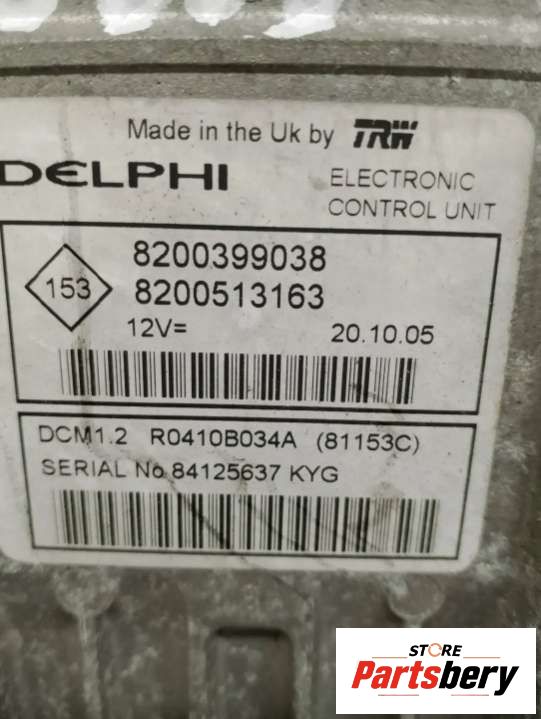 Made in the Uk by TRW
DELPHI
ELECTRONIC
CONTROL UNIT
8200399038
153
8200513163
12V= 20.10.05
DCM1.2 R0410B034A (81153C)
SERIAL No 84125637 KYG
STORE
Partsbery